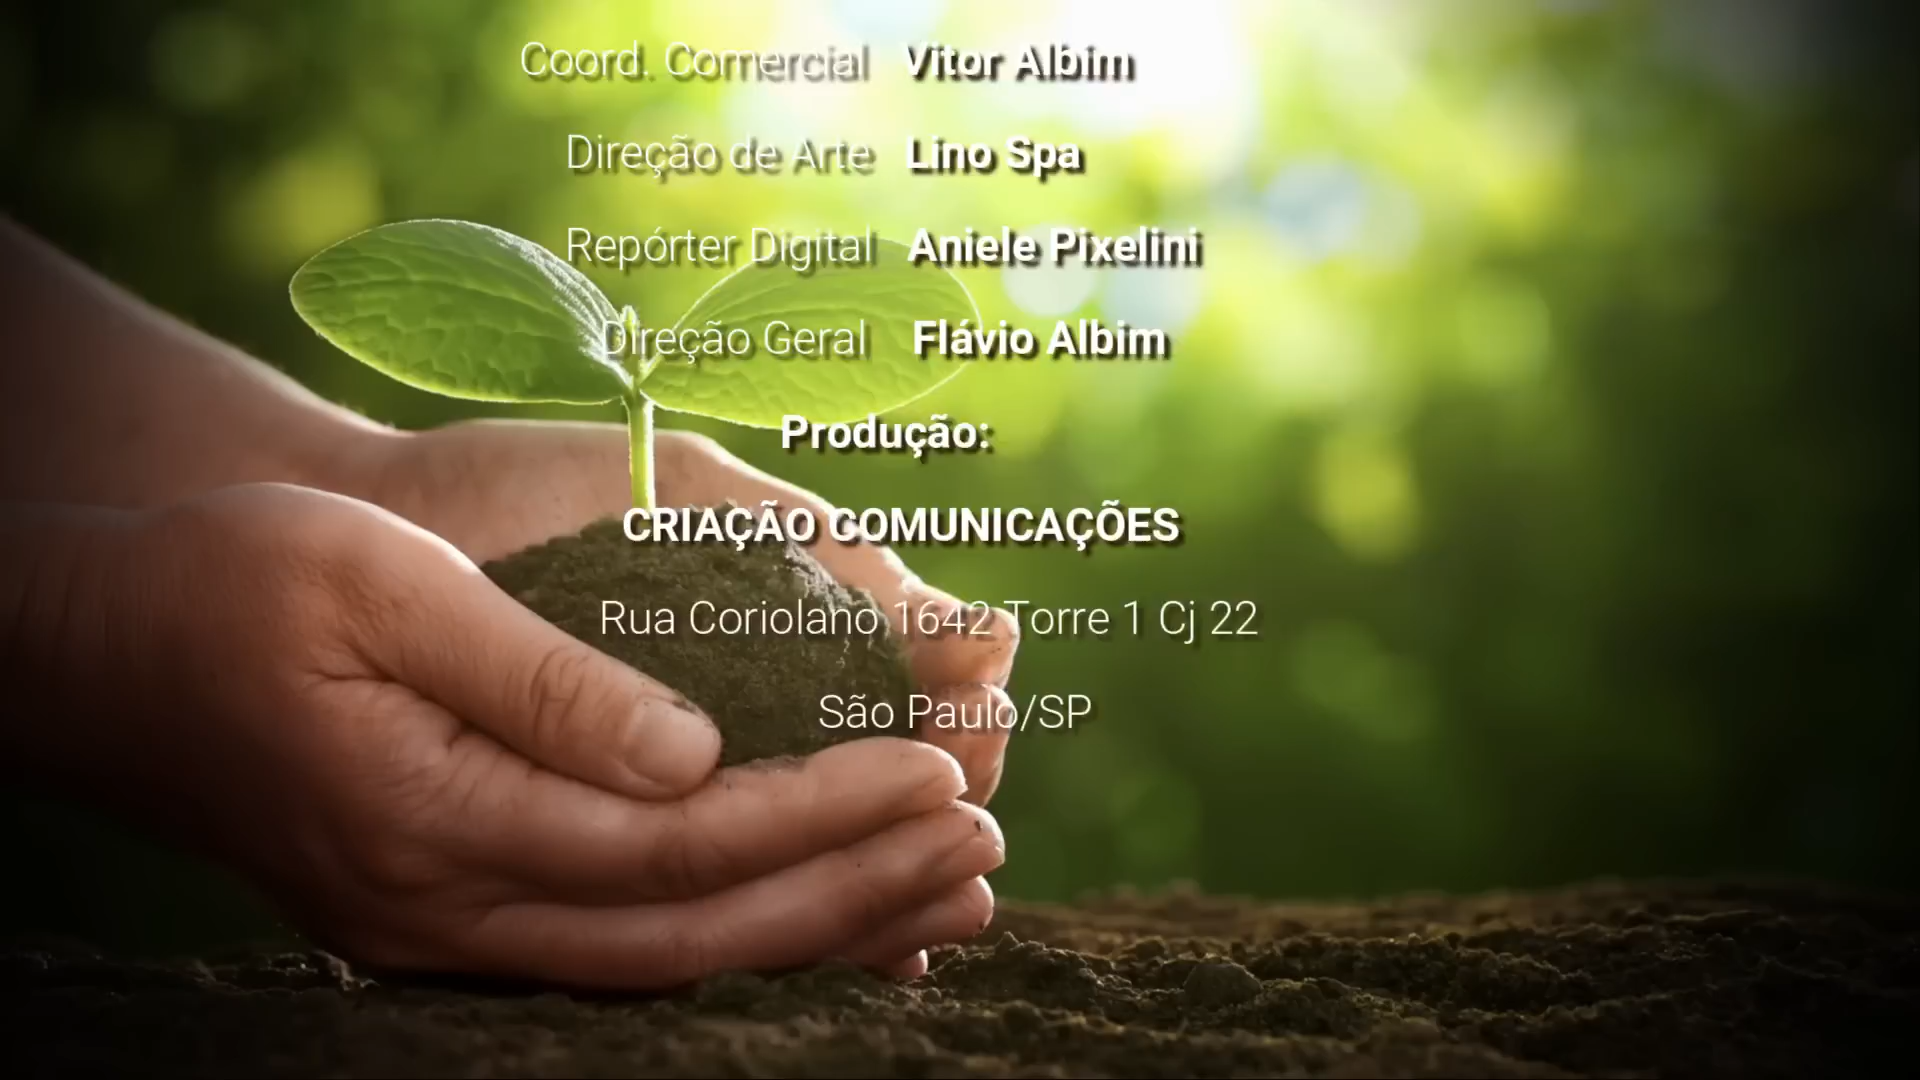 Coord. Comercial Vitor Albim
Direção de Arte Lino Spa
Repórter Digital Aniele Pixelini
Direção Geral Flávio Albim
Produção:
CRIAÇÃO COMUNICAÇÕES
Rua Coriolano 1642 Torre 1 Cj 22
São Paulo/SP